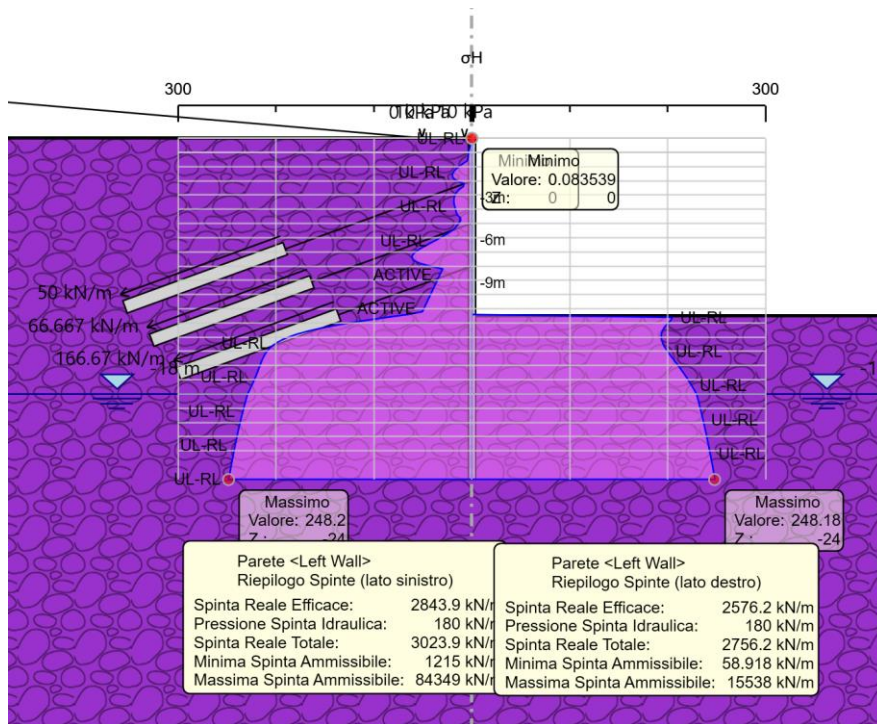 σH
300
300
UL-RL
Minimo
Valore: 0.083539
Z : 0
UL-RL
-3m
UL-RL
UL-RL
-6m
ACTIVE
-9m
50 kN/m
ACTIVE
UL-RL
66.667 kN/m
UL-RL
UL-RL
166.67 kN/m
-18 m
UL-RL
UL-RL
UL-RL
UL-RL
UL-RL
UL-RL
UL-RL
Massimo
Valore: 248.2
Z : -24
Massimo
Valore: 248.18
Z : -24
Parete <Left Wall>
Riepilogo Spinte (lato sinistro)
Spinta Reale Efficace: 2843.9 kN/
Pressione Spinta Idraulica: 180 kN/
Spinta Reale Totale: 3023.9 kN/
Minima Spinta Ammissibile: 1215 kN/
Massima Spinta Ammissibile: 84349 kN/
Parete <Left Wall>
Riepilogo Spinte (lato destro)
Spinta Reale Efficace: 2576.2 kN/m
Pressione Spinta Idraulica: 180 kN/m
Spinta Reale Totale: 2756.2 kN/m
Minima Spinta Ammissibile: 58.918 kN/m
Massima Spinta Ammissibile: 15538 kN/m